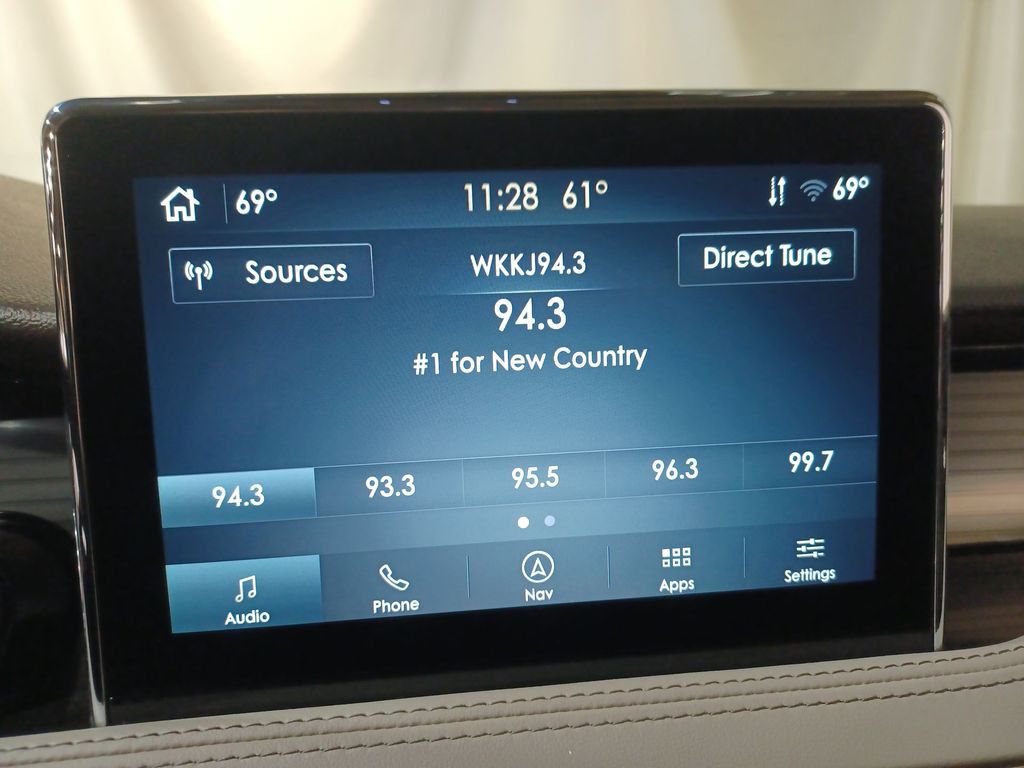 69° 11:28 61° 69°
Sources WKKJ94.3 Direct Tune
94.3
#1 for New Country
94.3 93.3 95.5 96.3 99.7
Audio Phone Nav Apps Settings